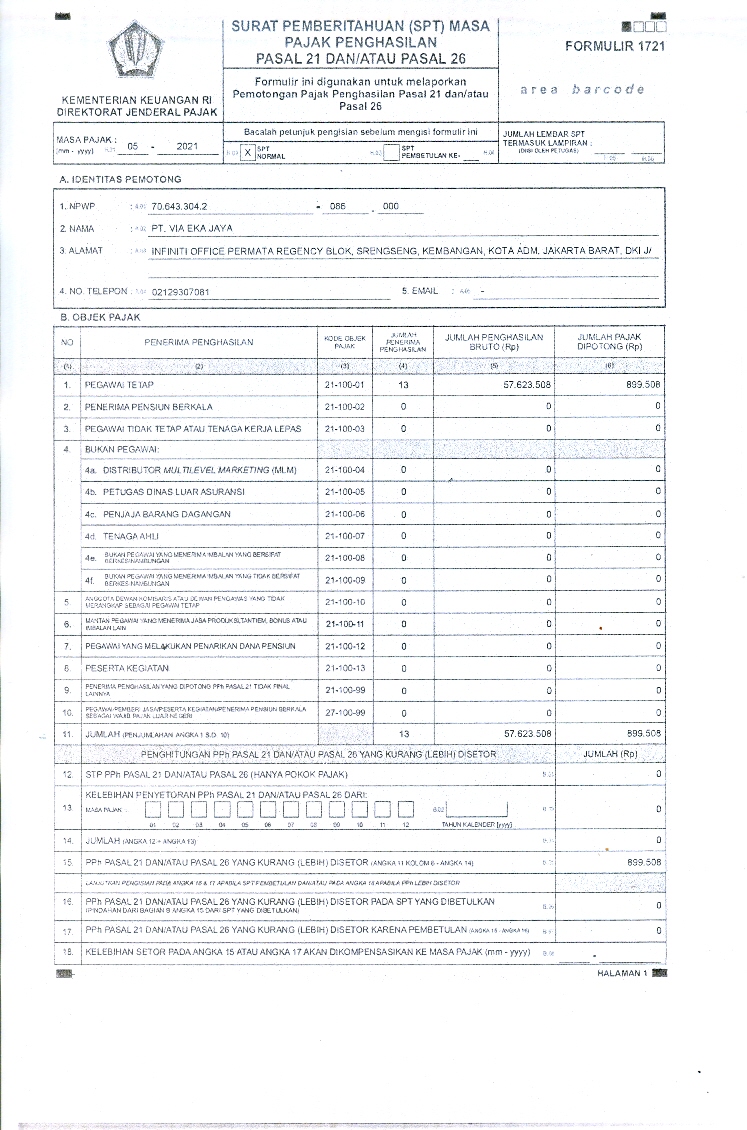 SURAT PEMBERITAHUAN (SPT) MASA
PAJAK PENGHASILAN
PASAL 21 DAN/ATAU PASAL 26
FORMULIR 1721
Formulir ini digunakan untuk melaporkan
Pemotongan Pajak Penghasilan Pasal 21 dan/atau
Pasal 26
area barcode
KEMENTERIAN KEUANGAN RI
DIREKTORAT JENDERAL PAJAK
MASA PAJAK :
(mm - yyyy) H.01 05 - 2021
Bacalah petunjuk pengisian sebelum mengisi formulir ini
H.02 X SPT NORMAL H.03 SPT PEMBETULAN KE- H.04
JUMLAH LEMBAR SPT
TERMASUK LAMPIRAN :
(DIISI OLEH PETUGAS)
H.05 H.06
A. IDENTITAS PEMOTONG
1. NPWP : A.01 70.643.304.2 - 086 . 000
2. NAMA : A.02 PT. VIA EKA JAYA
3. ALAMAT : A.03 INFINITI OFFICE PERMATA REGENCY BLOK, SRENGSENG, KEMBANGAN, KOTA ADM. JAKARTA BARAT, DKI J/
4. NO. TELEPON : A.04 02129307081 5. EMAIL : A.05 -
B. OBJEK PAJAK
NO PENERIMA PENGHASILAN KODE OBJEK PAJAK JUMLAH PENERIMA PENGHASILAN JUMLAH PENGHASILAN BRUTO (Rp) JUMLAH PAJAK DIPOTONG (Rp)
(1) (2) (3) (4) (5) (6)
1. PEGAWAI TETAP 21-100-01 13 57.623.508 899.508
2. PENERIMA PENSIUN BERKALA 21-100-02 0 0 0
3. PEGAWAI TIDAK TETAP ATAU TENAGA KERJA LEPAS 21-100-03 0 0 0
4. BUKAN PEGAWAI:
4a. DISTRIBUTOR MULTILEVEL MARKETING (MLM) 21-100-04 0 0 0
4b. PETUGAS DINAS LUAR ASURANSI 21-100-05 0 0 0
4c. PENJAJA BARANG DAGANGAN 21-100-06 0 0 0
4d. TENAGA AHLI 21-100-07 0 0 0
4e. BUKAN PEGAWAI YANG MENERIMA IMBALAN YANG BERSIFAT BERKESINAMBUNGAN 21-100-08 0 0 0
4f. BUKAN PEGAWAI YANG MENERIMA IMBALAN YANG TIDAK BERSIFAT BERKESINAMBUNGAN 21-100-09 0 0 0
5. ANGGOTA DEWAN KOMISARIS ATAU DEWAN PENGAWAS YANG TIDAK MERANGKAP SEBAGAI PEGAWAI TETAP 21-100-10 0 0 0
6. MANTAN PEGAWAI YANG MENERIMA JASA PRODUKSI, TANTIEM, BONUS ATAU IMBALAN LAIN 21-100-11 0 0 0
7. PEGAWAI YANG MELAKUKAN PENARIKAN DANA PENSIUN 21-100-12 0 0 0
8. PESERTA KEGIATAN 21-100-13 0 0 0
9. PENERIMA PENGHASILAN YANG DIPOTONG PPh PASAL 21 TIDAK FINAL LAINNYA 21-100-99 0 0 0
10. PEGAWAI/PEMBERI JASA/PESERTA KEGIATAN/PENERIMA PENSIUN BERKALA SEBAGAI WAJIB PAJAK LUAR NEGERI 27-100-99 0 0 0
11. JUMLAH (PENJUMLAHAN ANGKA 1 S.D. 10) 13 57.623.508 899.508
PENGHITUNGAN PPh PASAL 21 DAN/ATAU PASAL 26 YANG KURANG (LEBIH) DISETOR JUMLAH (Rp)
12. STP PPh PASAL 21 DAN/ATAU PASAL 26 (HANYA POKOK PAJAK) B.01 0
KELEBIHAN PENYETORAN PPh PASAL 21 DAN/ATAU PASAL 26 DARI:
13. MASA PAJAK : B.02 0
01 02 03 04 05 06 07 08 09 10 11 12 TAHUN KALENDER [yyyy]
14. JUMLAH (ANGKA 12 + ANGKA 13) 0
15. PPh PASAL 21 DAN/ATAU PASAL 26 YANG KURANG (LEBIH) DISETOR (ANGKA 11 KOLOM 6 - ANGKA 14) 899.508
LANJUTKAN PENGISIAN PADA ANGKA 16 & 17 APABILA SPT PEMBETULAN DAN/ATAU PADA ANGKA 18 APABILA PPh LEBIH DISETOR
16. PPh PASAL 21 DAN/ATAU PASAL 26 YANG KURANG (LEBIH) DISETOR PADA SPT YANG DIBETULKAN
(PINDAHAN DARI BAGIAN B ANGKA 15 DARI SPT YANG DIBETULKAN) 0
17. PPh PASAL 21 DAN/ATAU PASAL 26 YANG KURANG (LEBIH) DISETOR KARENA PEMBETULAN (ANGKA 15 - ANGKA 16) 0
18. KELEBIHAN SETOR PADA ANGKA 15 ATAU ANGKA 17 AKAN DIKOMPENSASIKAN KE MASA PAJAK (mm - yyyy) -
HALAMAN 1